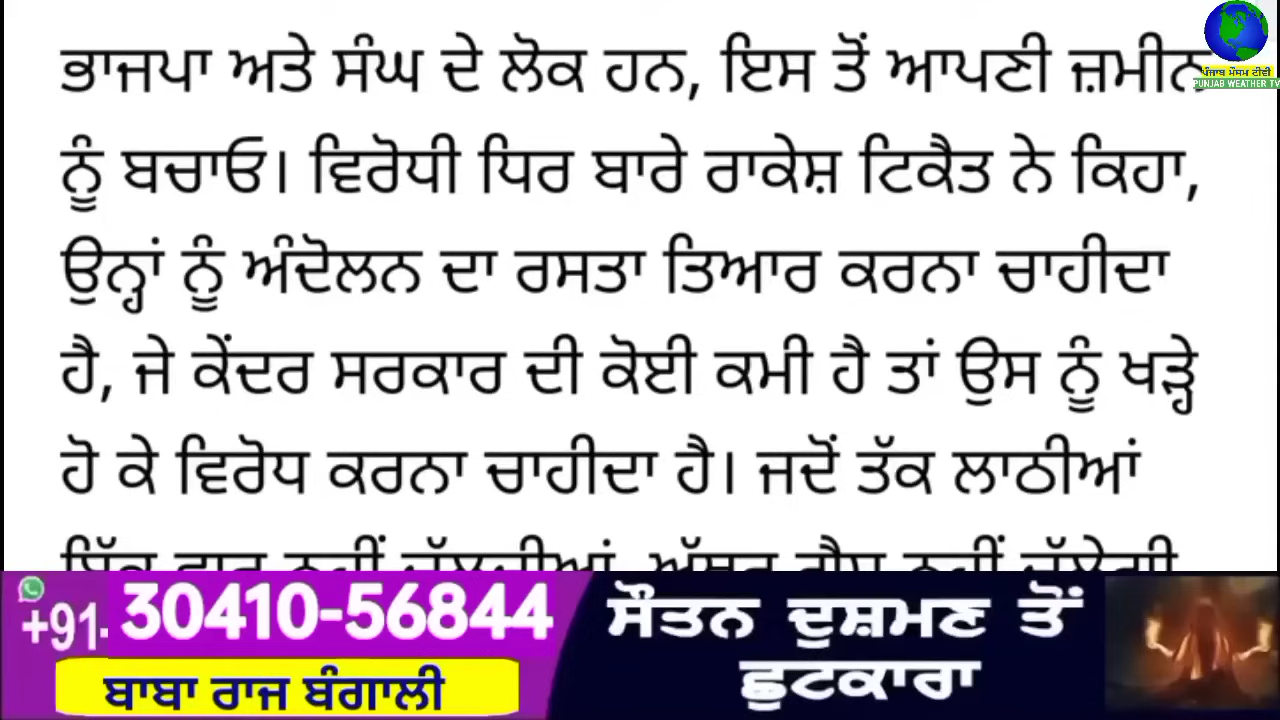 ਭਾਜਪਾ ਅਤੇ ਸੰਘ ਦੇ ਲੋਕ ਹਨ, ਇਸ ਤੋਂ ਆਪਣੀ ਜ਼ਮੀਨ
ਪੰਜਾਬ ਮੌਸਮ ਟੀਵੀ
PUNJAB WEATHER TV
ਨੂੰ ਬਚਾਓ। ਵਿਰੋਧੀ ਧਿਰ ਬਾਰੇ ਰਾਕੇਸ਼ ਟਿਕੈਤ ਨੇ ਕਿਹਾ,
ਉਨ੍ਹਾਂ ਨੂੰ ਅੰਦੋਲਨ ਦਾ ਰਸਤਾ ਤਿਆਰ ਕਰਨਾ ਚਾਹੀਦਾ
ਹੈ, ਜੇ ਕੇਂਦਰ ਸਰਕਾਰ ਦੀ ਕੋਈ ਕਮੀ ਹੈ ਤਾਂ ਉਸ ਨੂੰ ਖੜ੍ਹੇ
ਹੋ ਕੇ ਵਿਰੋਧ ਕਰਨਾ ਚਾਹੀਦਾ ਹੈ। ਜਦੋਂ ਤੱਕ ਲਾਠੀਆਂ
+91- 30410-56844
ਬਾਬਾ ਰਾਜ ਬੰਗਾਲੀ
ਸੌਤਨ ਦੁਸ਼ਮਣ ਤੋਂ
ਛੁਟਕਾਰਾ